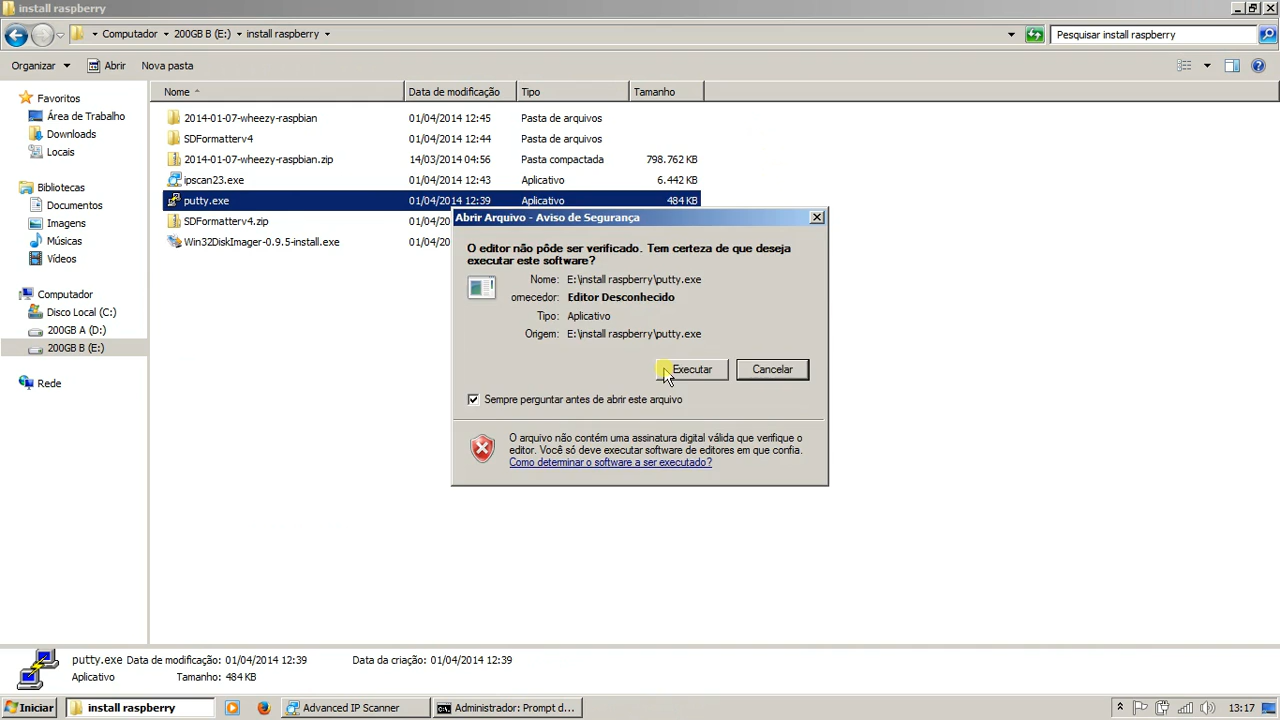 install raspberry
Computador 200GB B (E:) install raspberry
Pesquisar install raspberry
Organizar Abrir Nova pasta
Nome Data de modificação Tipo Tamanho
Favoritos
Área de Trabalho
Downloads
Locais
Bibliotecas
Documentos
Imagens
Músicas
Vídeos
Computador
Disco Local (C:)
200GB A (D:)
200GB B (E:)
Rede
2014-01-07-wheezy-raspbian 01/04/2014 12:45 Pasta de arquivos
SDFormatterv4 01/04/2014 12:44 Pasta de arquivos
2014-01-07-wheezy-raspbian.zip 14/03/2014 04:56 Pasta compactada 798.762 KB
ipscan23.exe 01/04/2014 12:43 Aplicativo 6.442 KB
putty.exe 01/04/2014 12:39 Aplicativo 484 KB
SDFormatterv4.zip 01/04/20
Win32DiskImager-0.9.5-install.exe 01/04/20
Abrir Arquivo - Aviso de Segurança
O editor não pôde ser verificado. Tem certeza de que deseja
executar este software?
Nome: E:\install raspberry\putty.exe
ornecedor: Editor Desconhecido
Tipo: Aplicativo
Origem: E:\install raspberry\putty.exe
Executar Cancelar
Sempre perguntar antes de abrir este arquivo
O arquivo não contém uma assinatura digital válida que verifique o
editor. Você só deve executar software de editores em que confia.
Como determinar o software a ser executado?
putty.exe Data de modificação: 01/04/2014 12:39 Data da criação: 01/04/2014 12:39
Aplicativo Tamanho: 484 KB
Iniciar install raspberry Advanced IP Scanner Administrador: Prompt d... 13:17